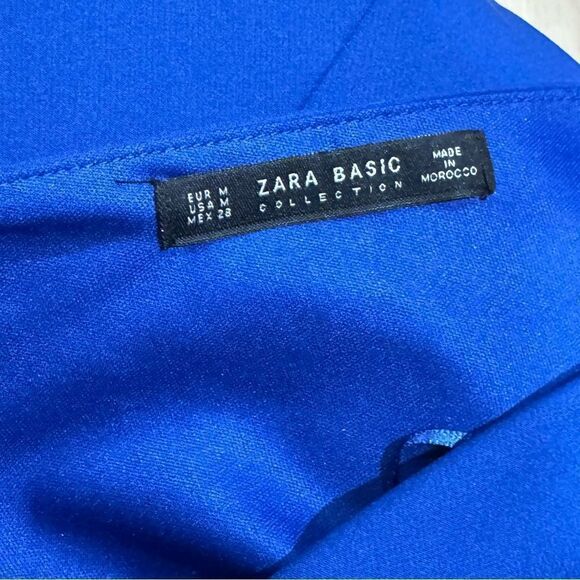 EUR M
USA M
MEX 28
ZARA BASIC
COLLECTION
MADE
IN
MOROCCO